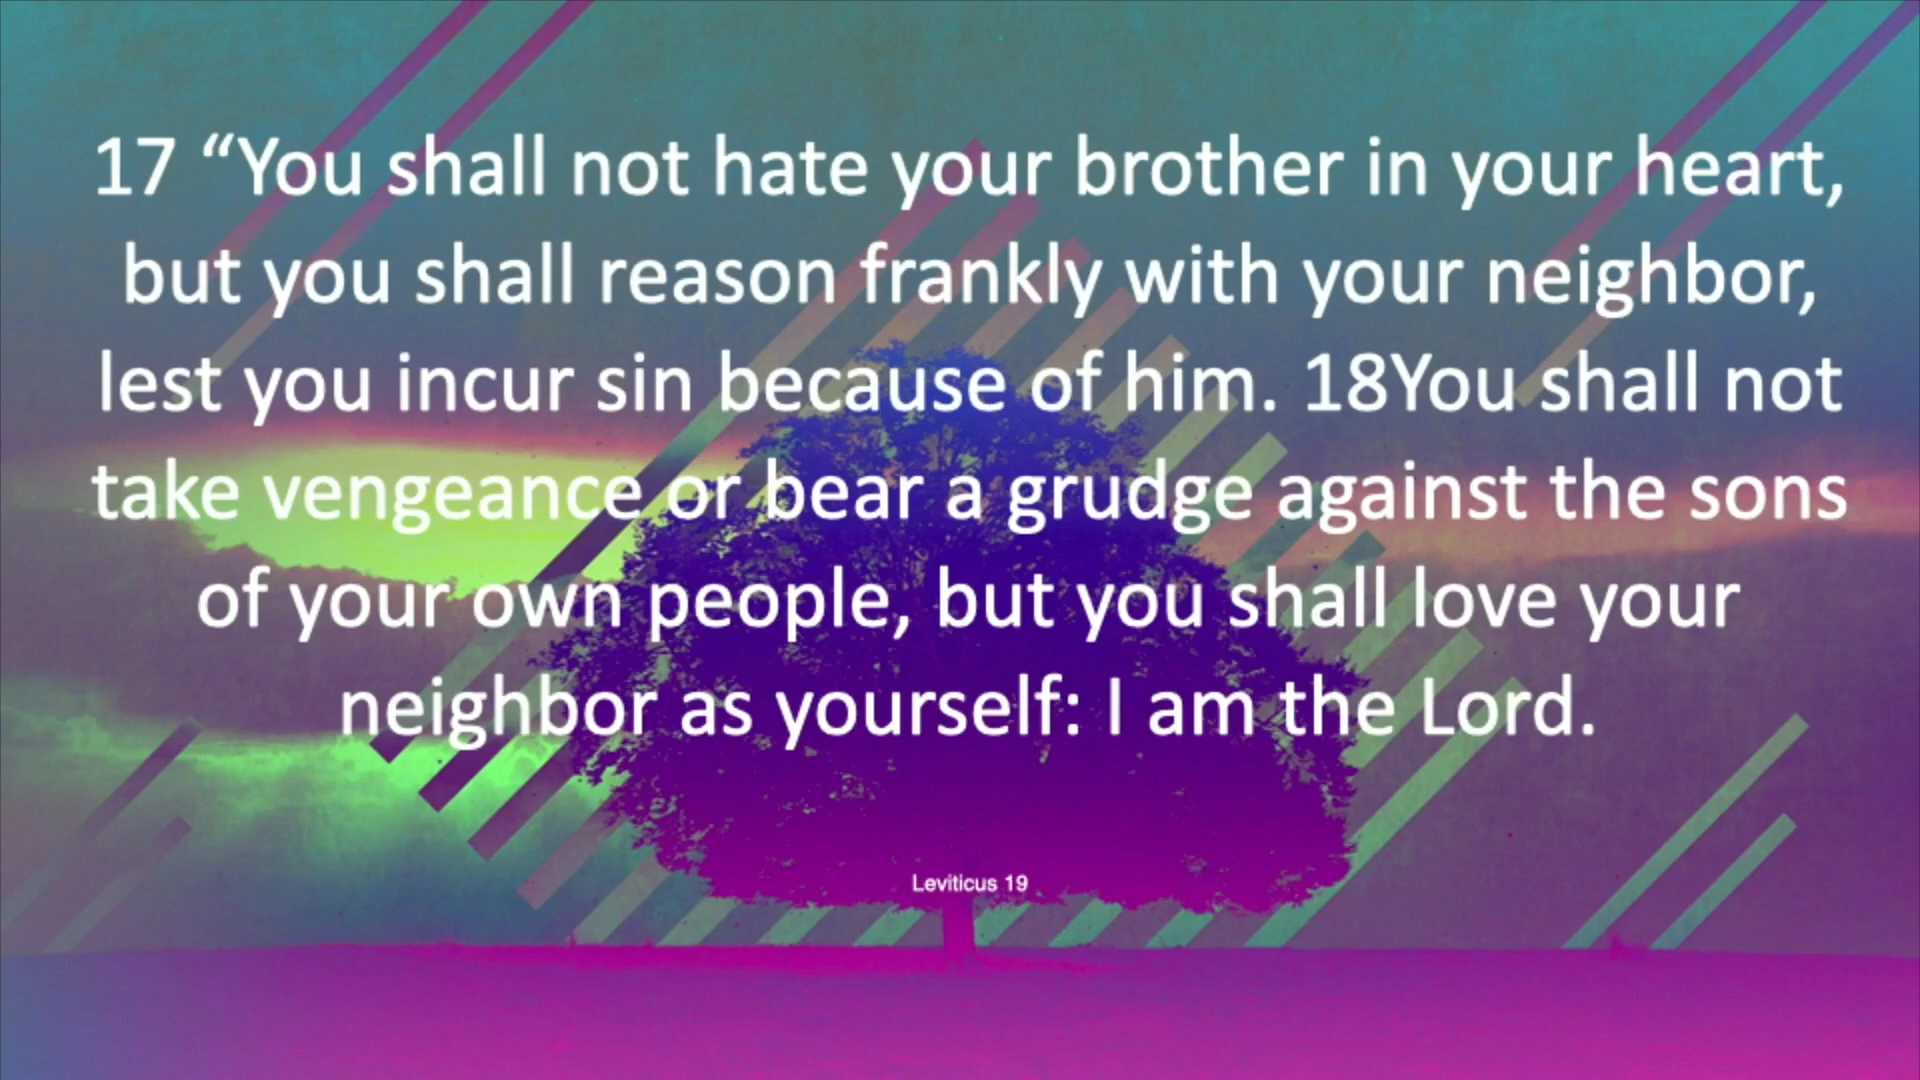 17 “You shall not hate your brother in your heart,
but you shall reason frankly with your neighbor,
lest you incur sin because of him. 18You shall not
take vengeance or bear a grudge against the sons
of your own people, but you shall love your
neighbor as yourself: I am the Lord.
Leviticus 19